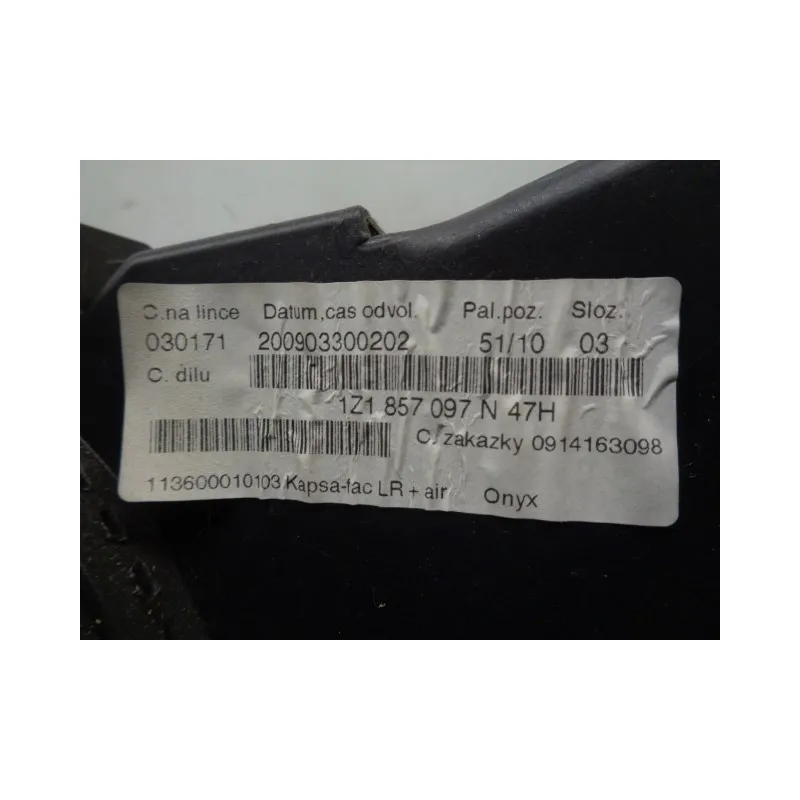 C.na lince Datum,cas odvol. Pal.poz. Sloz.
030171 200903300202 51/10 03
C. dilu
1Z1 857 097 N 47H
C. zakazky 0914163098
113600010103 Kapsa-fac LR + air Onyx